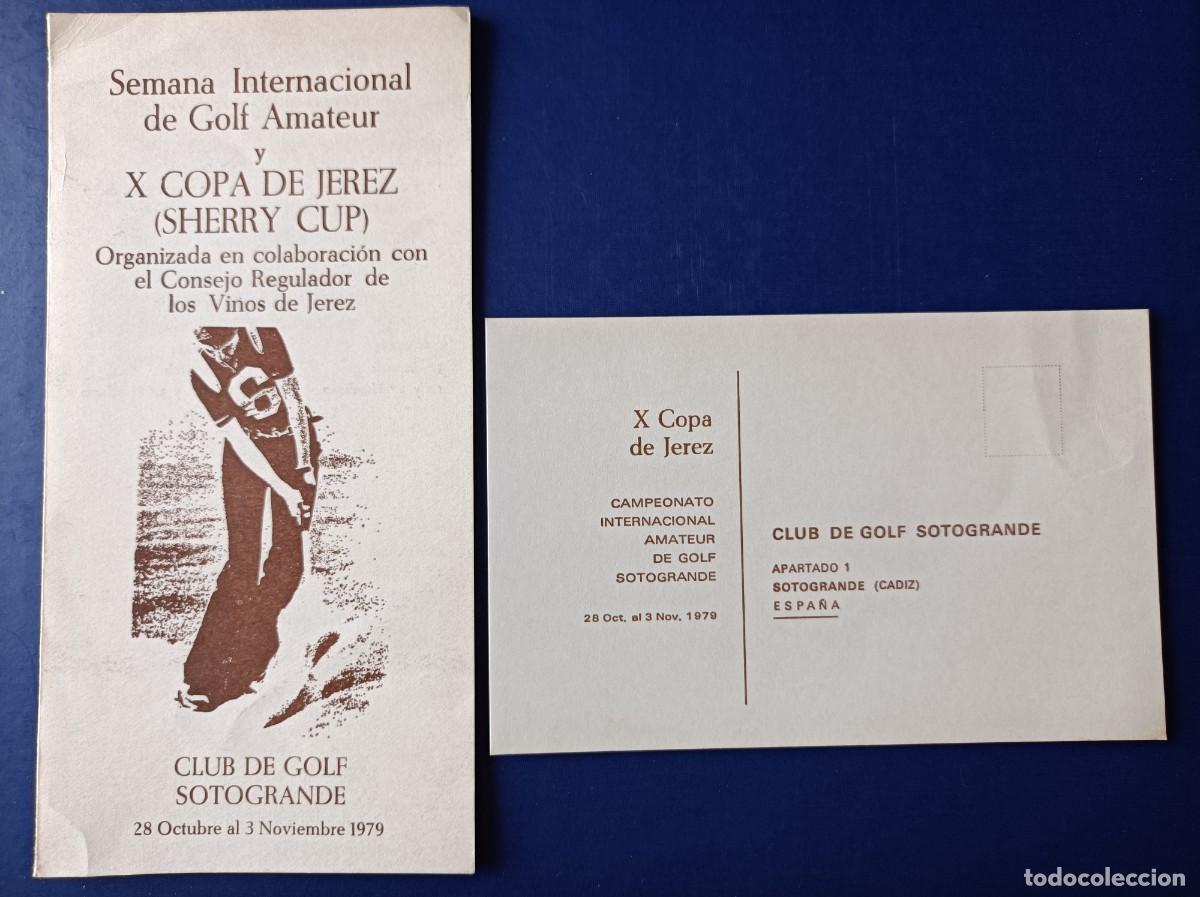 Semana Internacional
de Golf Amateur
y
X COPA DE JEREZ
(SHERRY CUP)
Organizada en colaboración con
el Consejo Regulador de
los Vinos de Jerez
CLUB DE GOLF
SOTOGRANDE
28 Octubre al 3 Noviembre 1979
X Copa
de Jerez
CAMPEONATO
INTERNACIONAL
AMATEUR
DE GOLF
SOTOGRANDE
28 Oct. al 3 Nov. 1979
CLUB DE GOLF SOTOGRANDE
APARTADO 1
SOTOGRANDE (CADIZ)
ESPAÑA
todocoleccion